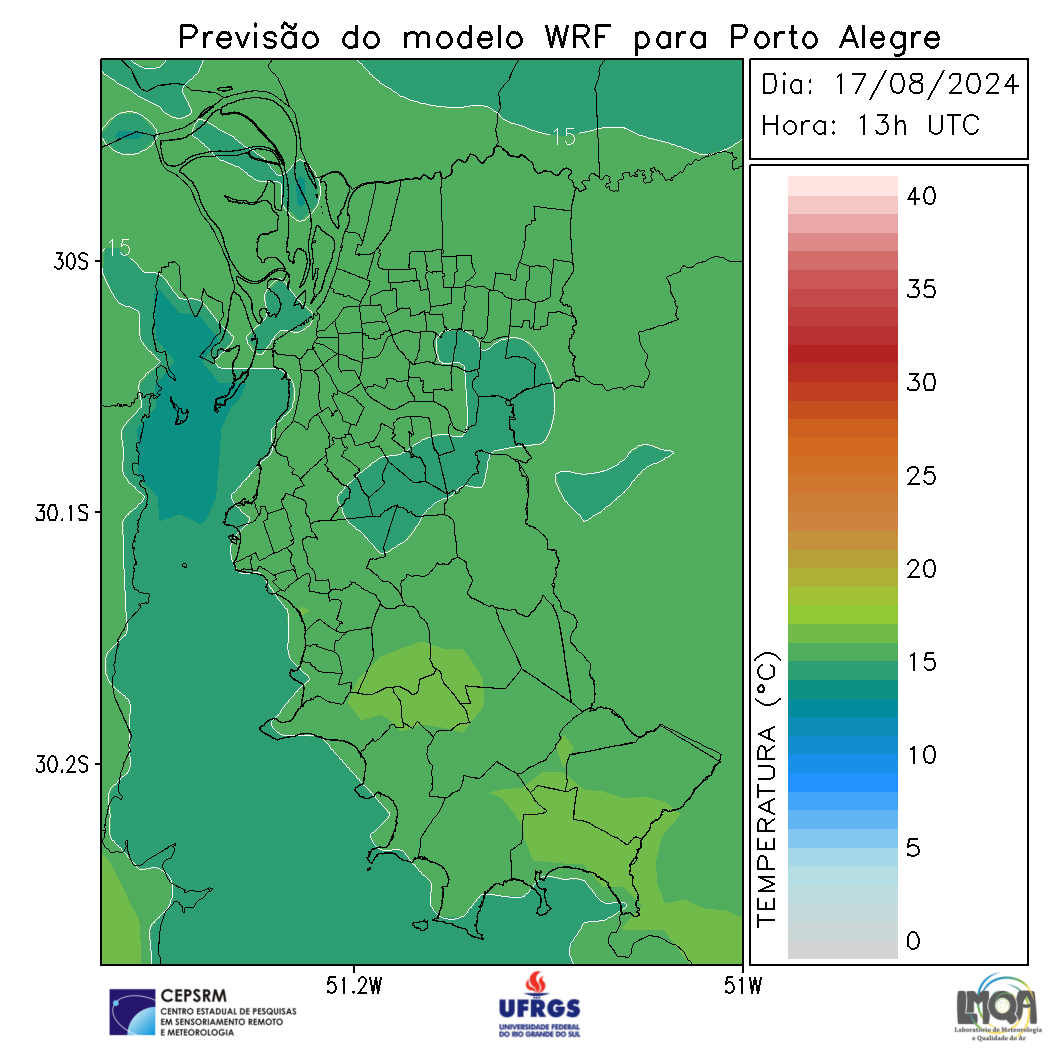 Previsão do modelo WRF para Porto Alegre
Dia: 17/08/2024
Hora: 13h UTC
15
15
30S
30.1S
30.2S
51.2W
51W
TEMPERATURA (°C)
40
35
30
25
20
15
10
5
0
CEPSRM
CENTRO ESTADUAL DE PESQUISAS
EM SENSORIAMENTO REMOTO
E METEOROLOGIA
UFRGS
UNIVERSIDADE FEDERAL
DO RIO GRANDE DO SUL
LMQA
Laboratório de Meteorologia
e Qualidade do Ar